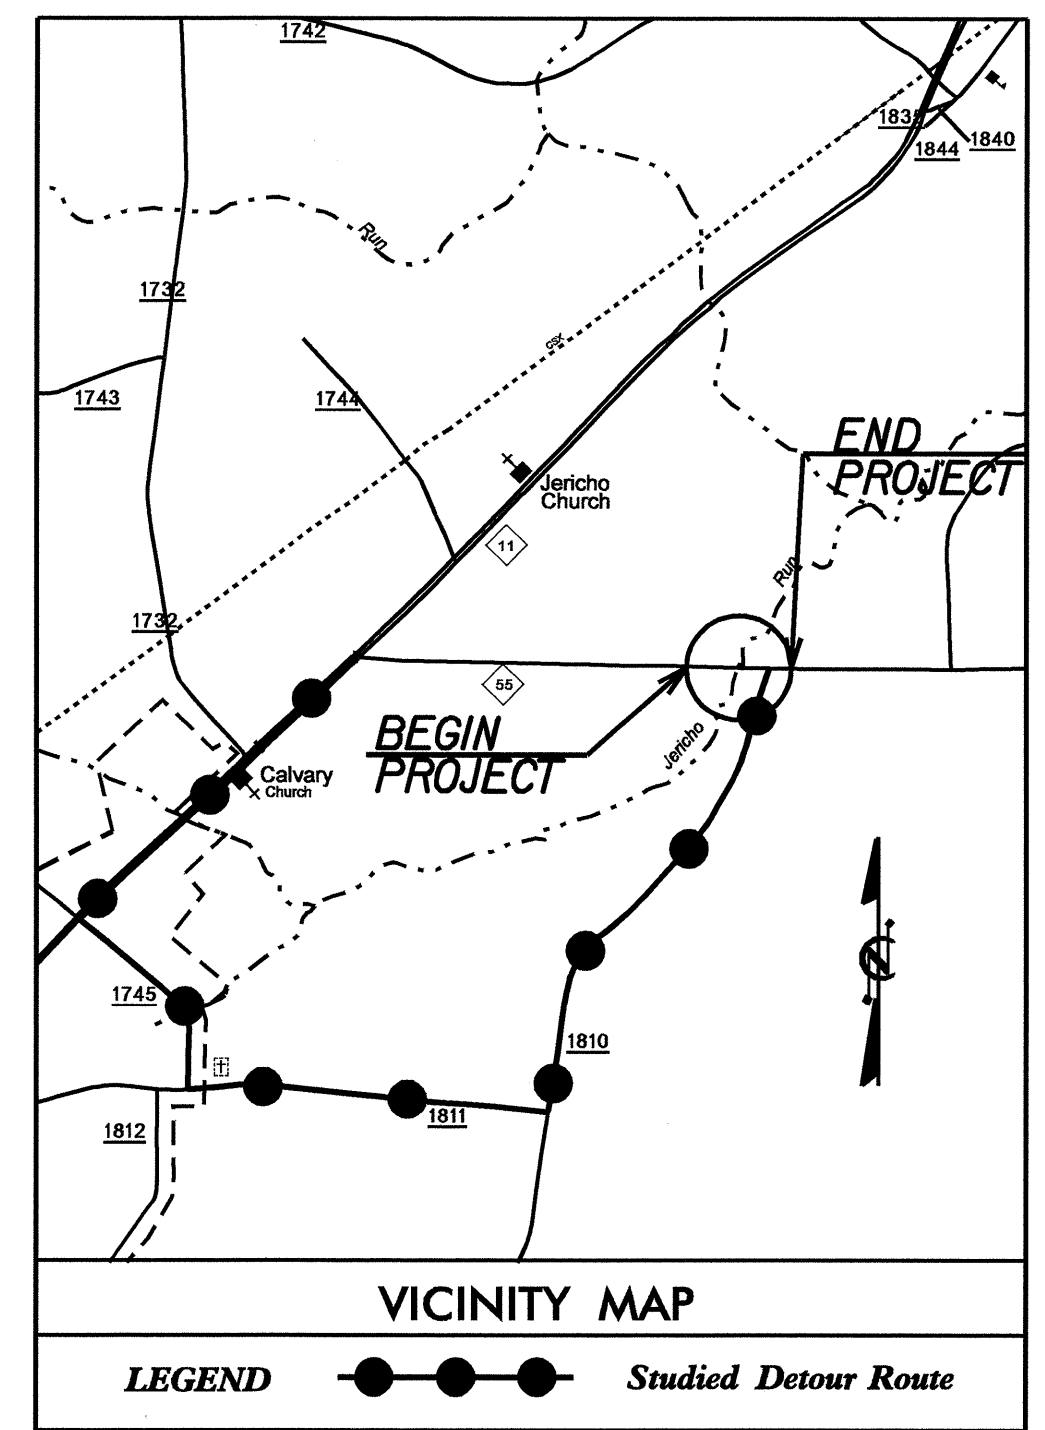 1742
1835
1840
1844
Run
1732
CSX
1743
1744
END
PROJECT
Jericho
Church
11
Run
1732
55
BEGIN
PROJECT
Jericho
Calvary
Church
1745
1810
1811
1812
VICINITY MAP
LEGEND
Studied Detour Route